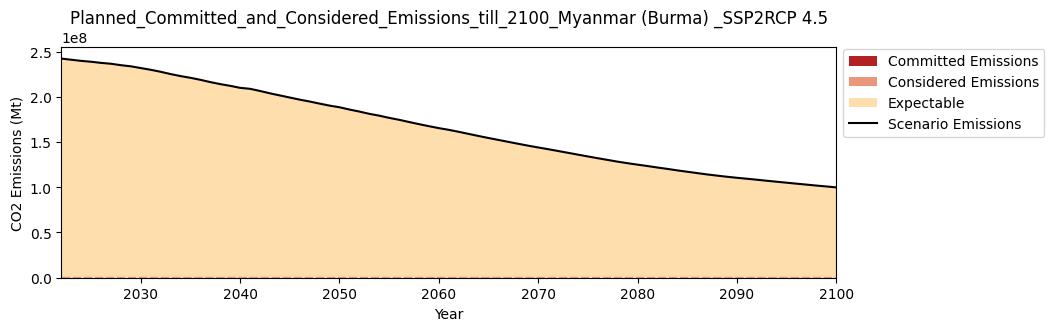 Planned_Committed_and_Considered_Emissions_till_2100_Myanmar (Burma) _SSP2RCP 4.5
1e8
2.5
2.0
1.5
1.0
0.5
0.0
CO2 Emissions (Mt)
2030 2040 2050 2060 2070 2080 2090 2100
Year
Committed Emissions
Considered Emissions
Expectable
Scenario Emissions